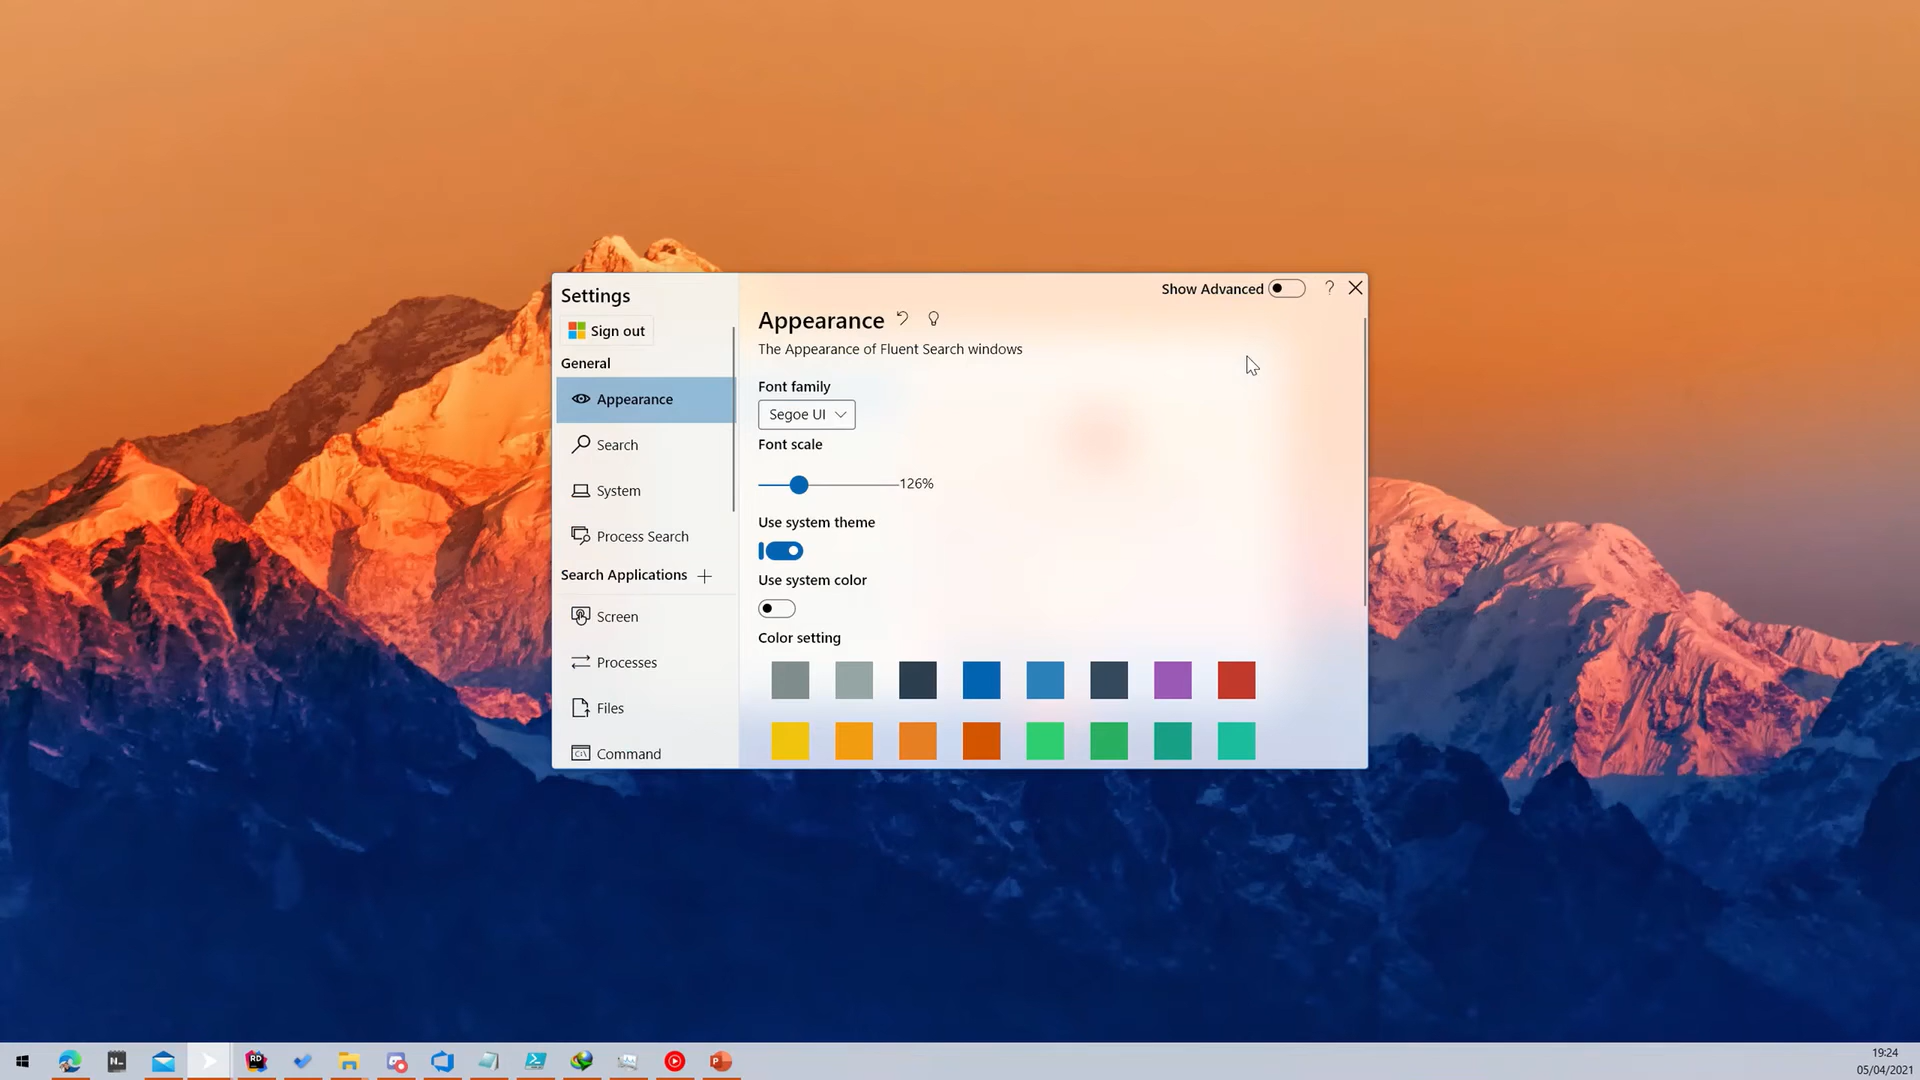 Settings
Sign out
General
Appearance
Search
System
Process Search
Search Applications
Screen
Processes
Files
Command
Show Advanced
?
Appearance
The Appearance of Fluent Search windows
Font family
Segoe UI
Font scale
126%
Use system theme
Use system color
Color setting
19:24
05/04/2021